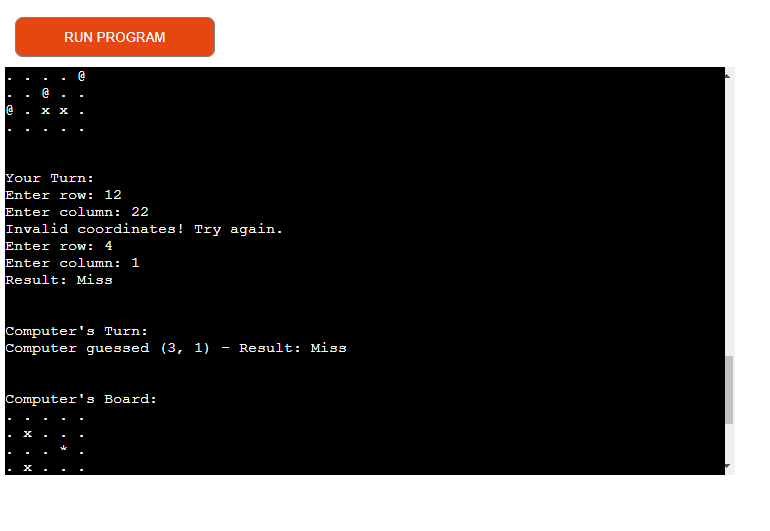 RUN PROGRAM
. . . . @
. . @ . .
@ . x x .
. . . . .
Your Turn:
Enter row: 12
Enter column: 22
Invalid coordinates! Try again.
Enter row: 4
Enter column: 1
Result: Miss
Computer's Turn:
Computer guessed (3, 1) - Result: Miss
Computer's Board:
. . . . .
. x . . .
. . . * .
. x . . .